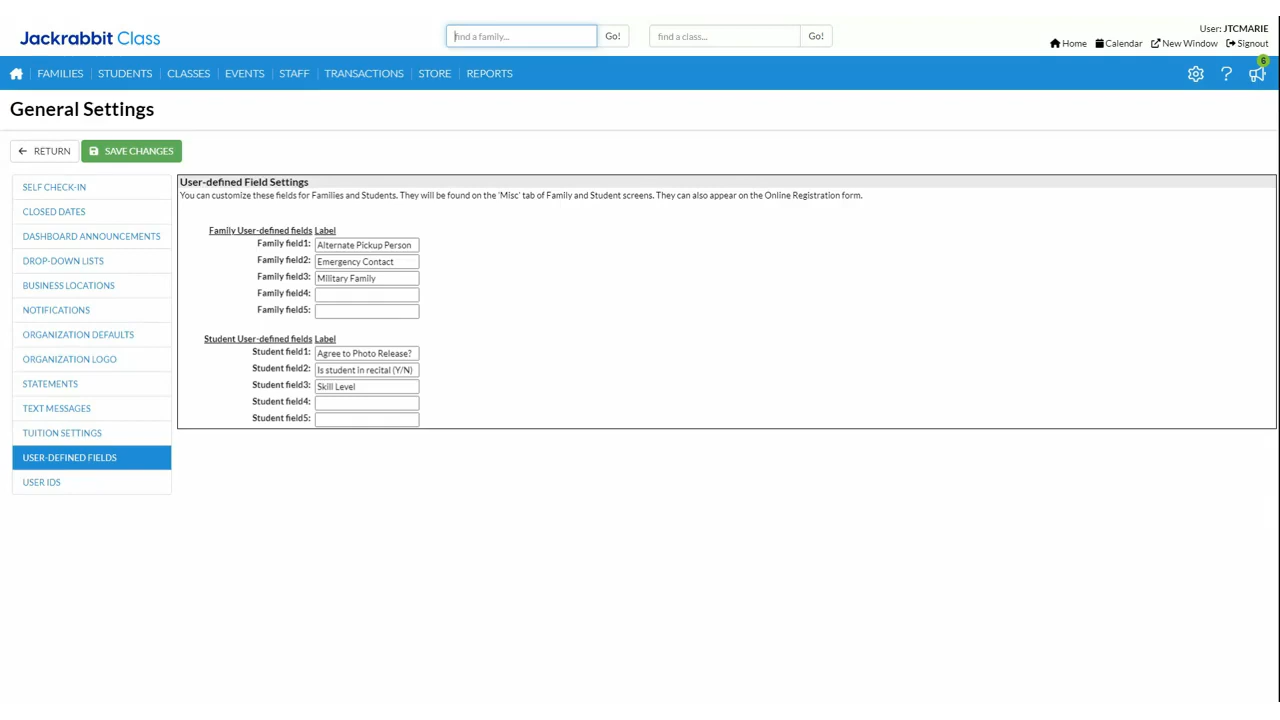 Jackrabbit Class
find a family...
Go!
find a class...
Go!
User: JTCMARIE
Home
Calendar
New Window
Signout
FAMILIES
STUDENTS
CLASSES
EVENTS
STAFF
TRANSACTIONS
STORE
REPORTS
?
6
General Settings
RETURN
SAVE CHANGES
SELF CHECK-IN
CLOSED DATES
DASHBOARD ANNOUNCEMENTS
DROP-DOWN LISTS
BUSINESS LOCATIONS
NOTIFICATIONS
ORGANIZATION DEFAULTS
ORGANIZATION LOGO
STATEMENTS
TEXT MESSAGES
TUITION SETTINGS
USER-DEFINED FIELDS
USER IDS
User-defined Field Settings
You can customize these fields for Families and Students. They will be found on the 'Misc' tab of Family and Student screens. They can also appear on the Online Registration form.
Family User-defined fields Label
Family field1: Alternate Pickup Person
Family field2: Emergency Contact
Family field3: Military Family
Family field4:
Family field5:
Student User-defined fields Label
Student field1: Agree to Photo Release?
Student field2: Is student in recital (Y/N)
Student field3: Skill Level
Student field4:
Student field5: